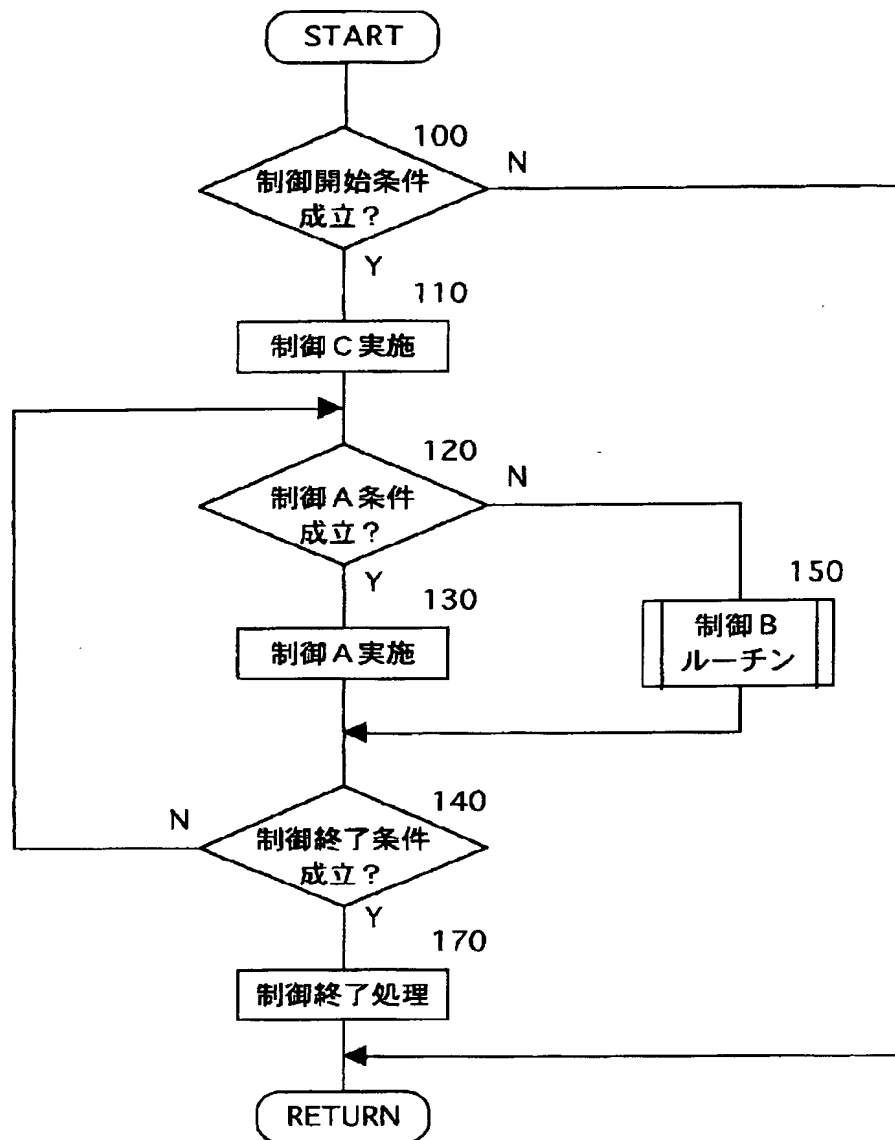 START
100
N
制御開始条件
成立？
Y
110
制御C実施
120
N
制御A条件
成立？
Y
130
150
制御A実施
制御B
ルーチン
140
N
制御終了条件
成立？
Y
170
制御終了処理
RETURN